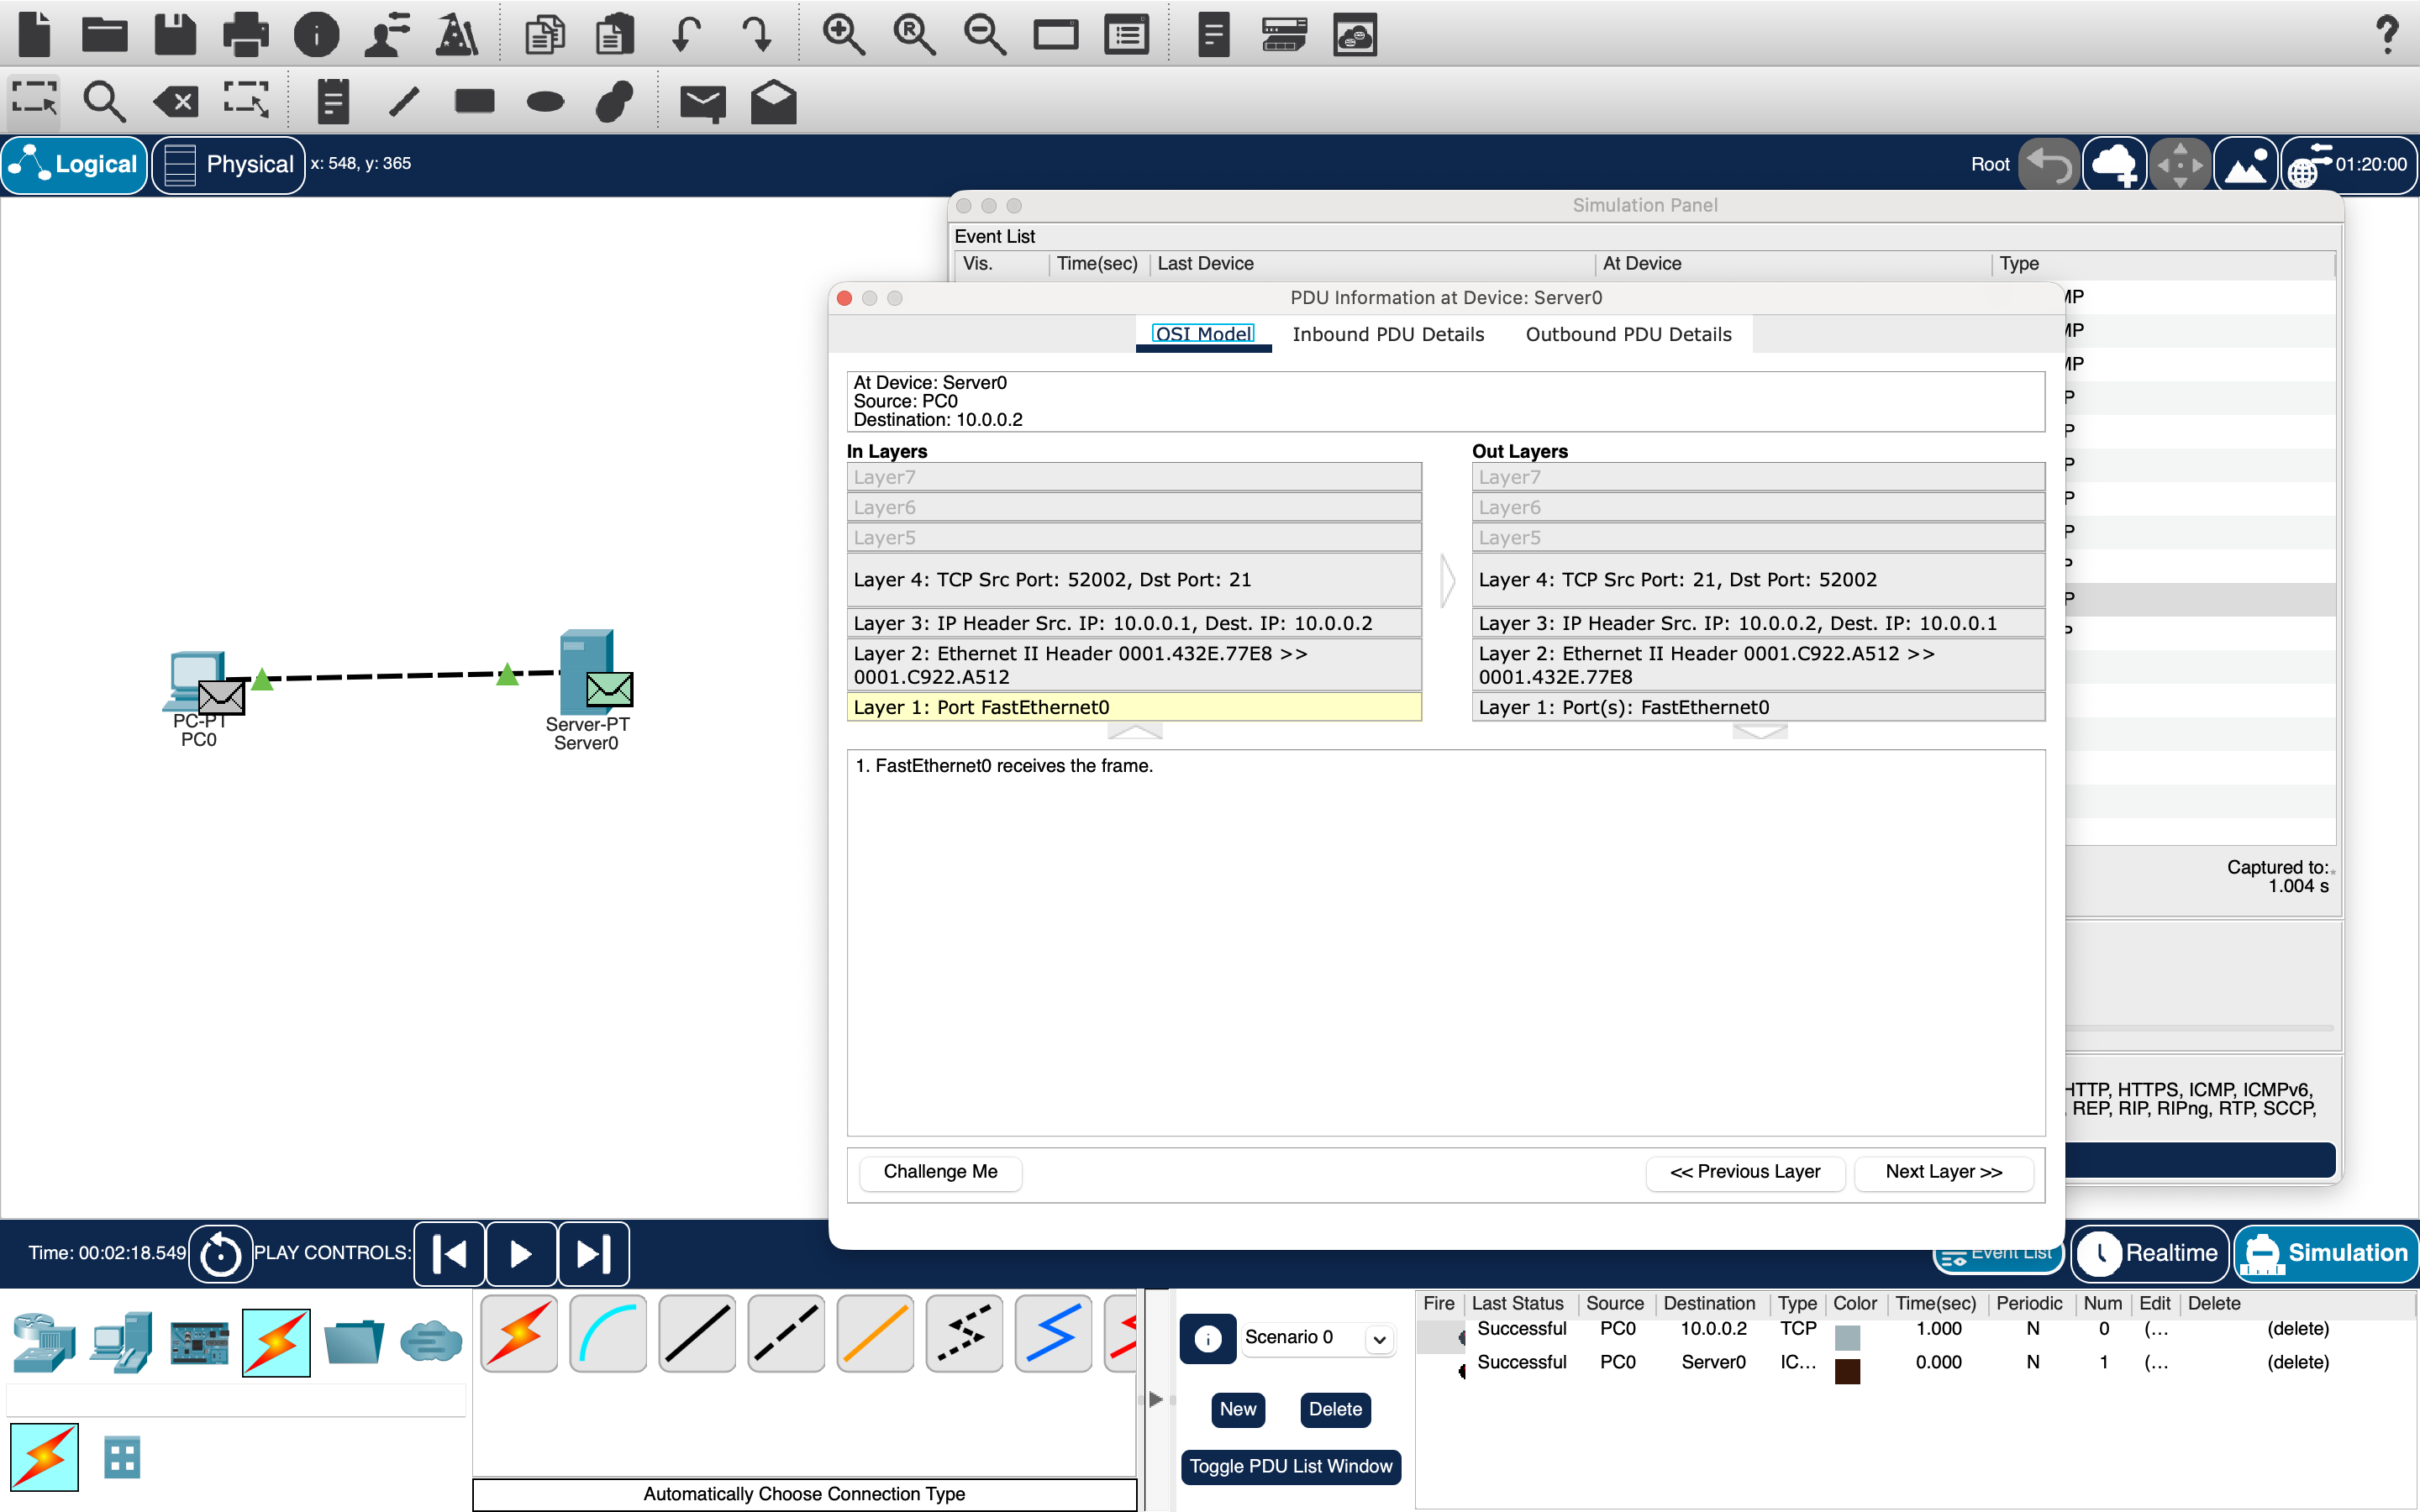 Logical
Physical
x: 548, y: 365
Root
01:20:00
Simulation Panel
Event List
Vis. Time(sec) Last Device At Device Type
PDU Information at Device: Server0
OSI Model Inbound PDU Details Outbound PDU Details
At Device: Server0
Source: PC0
Destination: 10.0.0.2
In Layers
Layer7
Layer6
Layer5
Layer 4: TCP Src Port: 52002, Dst Port: 21
Layer 3: IP Header Src. IP: 10.0.0.1, Dest. IP: 10.0.0.2
Layer 2: Ethernet II Header 0001.432E.77E8 >>
0001.C922.A512
Layer 1: Port FastEthernet0
Out Layers
Layer7
Layer6
Layer5
Layer 4: TCP Src Port: 21, Dst Port: 52002
Layer 3: IP Header Src. IP: 10.0.0.2, Dest. IP: 10.0.0.1
Layer 2: Ethernet II Header 0001.C922.A512 >>
0001.432E.77E8
Layer 1: Port(s): FastEthernet0
1. FastEthernet0 receives the frame.
Challenge Me
<< Previous Layer
Next Layer >>
MP
MP
MP
P
P
P
P
P
P
P
P
Captured to:
1.004 s
HTTP, HTTPS, ICMP, ICMPv6,
REP, RIP, RIPng, RTP, SCCP,
PC-PT
PC0
Server-PT
Server0
Time: 00:02:18.549
PLAY CONTROLS:
Event List
Realtime
Simulation
Scenario 0
New
Delete
Toggle PDU List Window
Automatically Choose Connection Type
Fire Last Status Source Destination Type Color Time(sec) Periodic Num Edit Delete
Successful PC0 10.0.0.2 TCP 1.000 N 0 (... (delete)
Successful PC0 Server0 IC... 0.000 N 1 (... (delete)